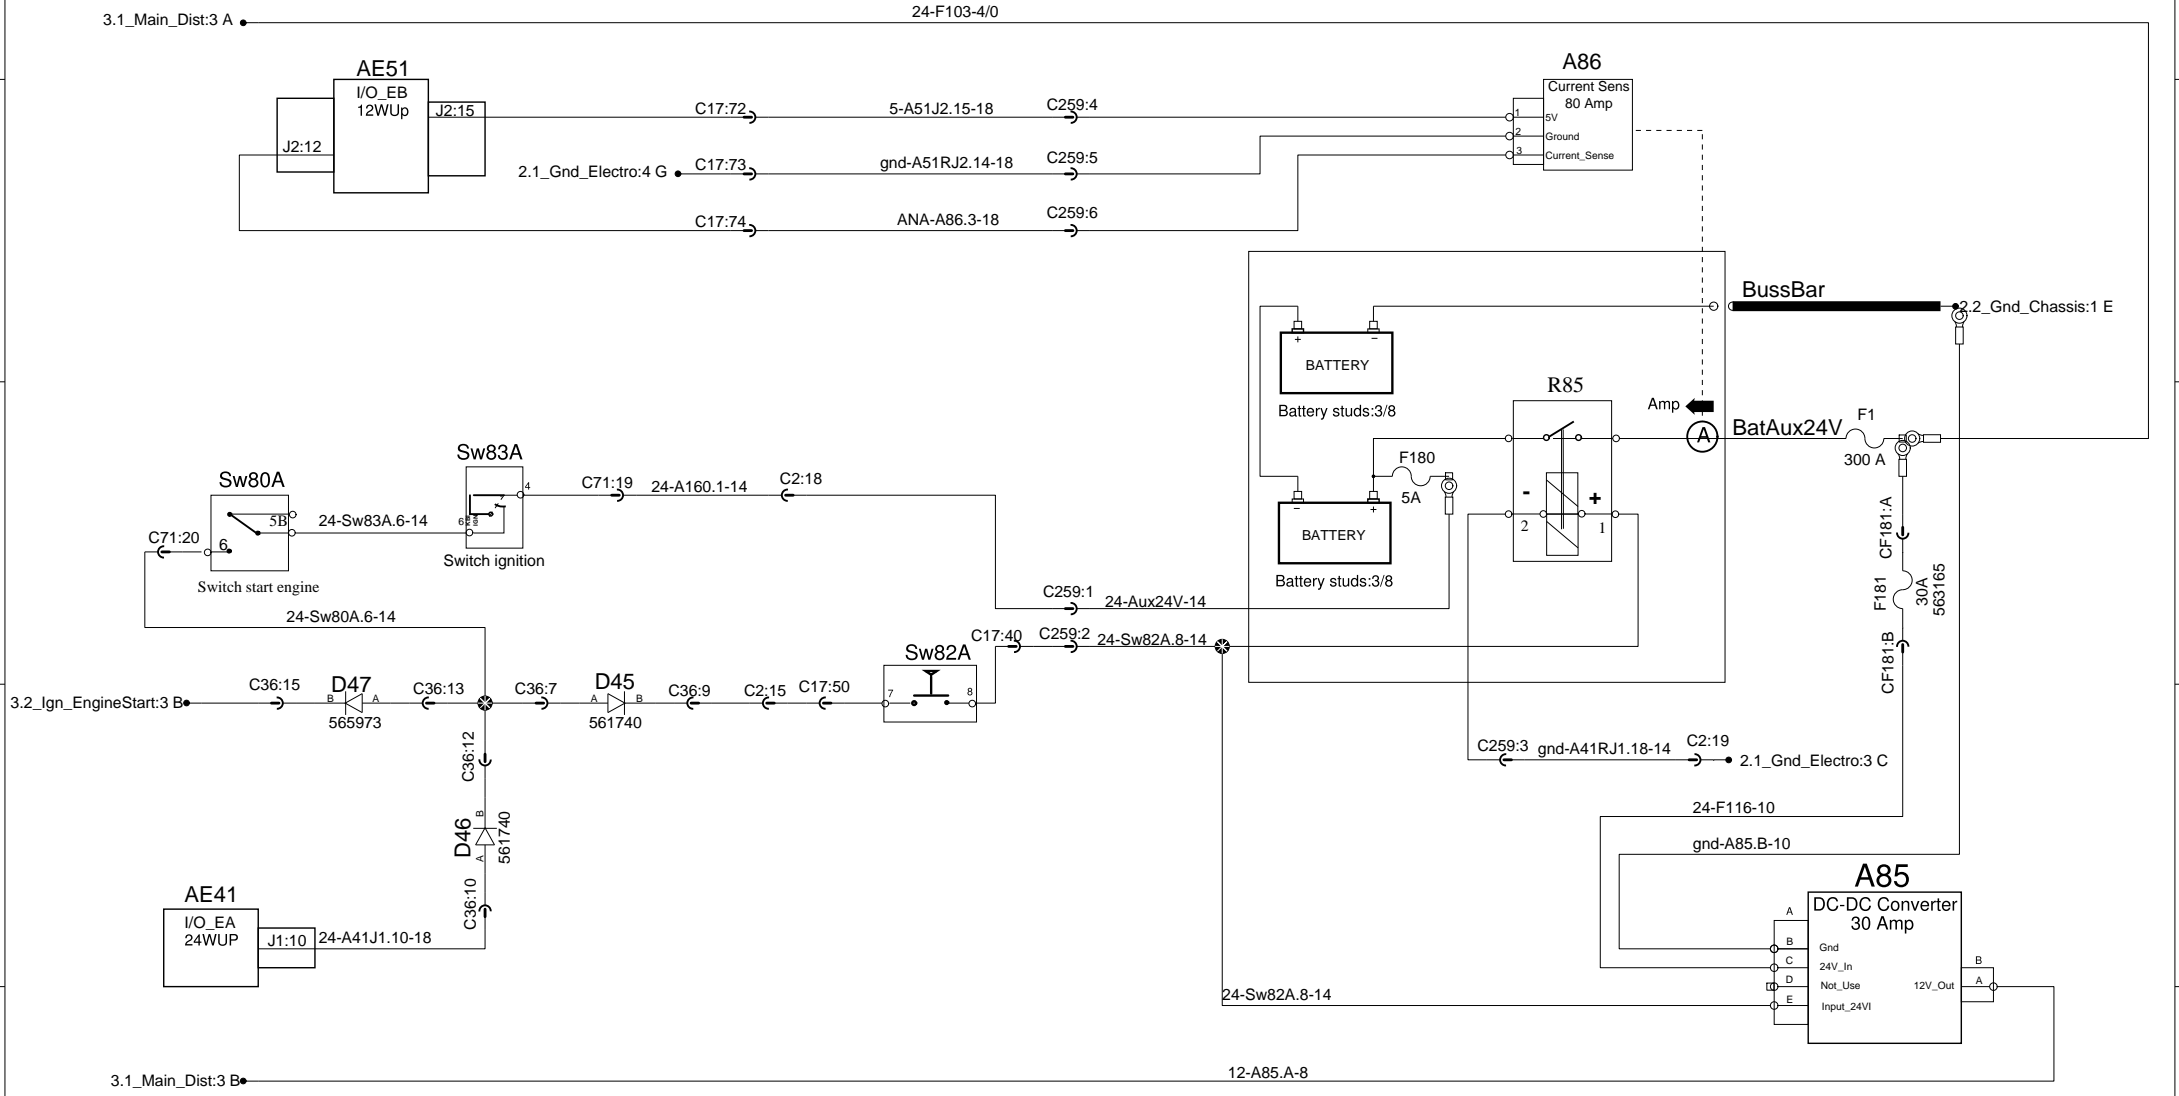 24-F103-4/0
3.1_Main_Dist:3 A
AE51
I/O_EB
12WUp
J2:15
J2:12
C17:72
5-A51J2.15-18
C259:4
A86
Current Sens
80 Amp
1
5V
2
Ground
3
Current_Sense
2.1_Gnd_Electro:4 G
C17:73
gnd-A51RJ2.14-18
C259:5
C17:74
ANA-A86.3-18
C259:6
BussBar
2.2_Gnd_Chassis:1 E
+
-
BATTERY
Battery studs:3/8
R85
Amp
A
BatAux24V
F1
300 A
F180
5A
-
+
2
1
-
+
BATTERY
Battery studs:3/8
Sw83A
4
6
Switch ignition
Sw80A
5B
6
Switch start engine
24-Sw83A.6-14
C71:19
24-A160.1-14
C2:18
C71:20
24-Sw80A.6-14
C259:1
24-Aux24V-14
C17:40
C259:2
24-Sw82A.8-14
CF181:A
F181
30A
563165
CF181:B
3.2_Ign_EngineStart:3 B
C36:15
D47
B
A
565973
C36:13
C36:7
D45
A
B
561740
C36:9
C2:15
C17:50
Sw82A
7
8
C36:12
D46
B
A
561740
C36:10
C259:3
gnd-A41RJ1.18-14
C2:19
2.1_Gnd_Electro:3 C
24-F116-10
gnd-A85.B-10
AE41
I/O_EA
24WUP
J1:10
24-A41J1.10-18
A85
DC-DC Converter
30 Amp
A
B
Gnd
C
24V_In
D
Not_Use
E
Input_24VI
B
12V_Out
A
24-Sw82A.8-14
3.1_Main_Dist:3 B
12-A85.A-8